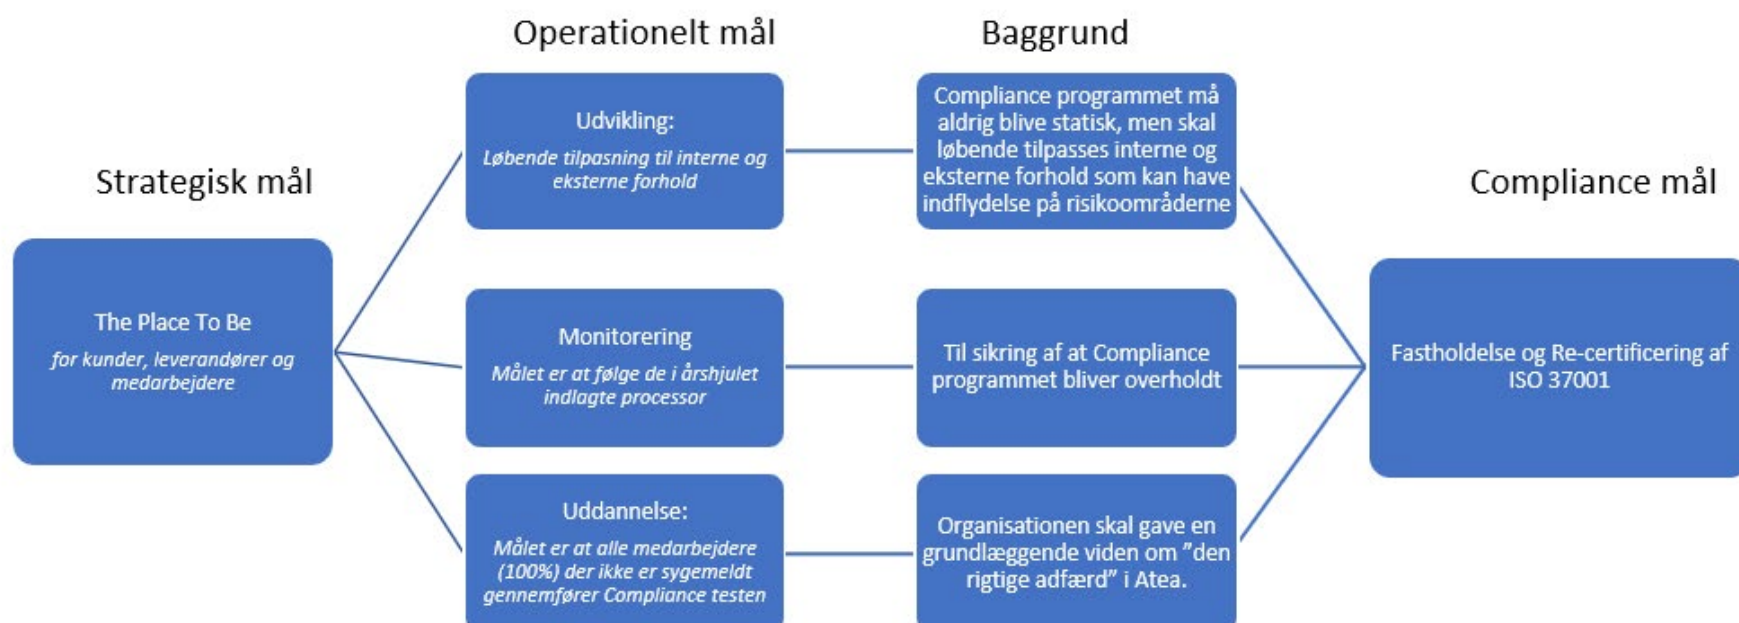 Strategisk mål
The Place To Be
for kunder, leverandører og
medarbejdere
Operationelt mål
Udvikling:
Løbende tilpasning til interne og
eksterne forhold
Monitorering
Målet er at følge de i årshjulet
indlagte processor
Uddannelse:
Målet er at alle medarbejdere
(100%) der ikke er sygemeldt
gennemfører Compliance testen
Baggrund
Compliance programmet må
aldrig blive statisk, men skal
løbende tilpasses interne og
eksterne forhold som kan have
indflydelse på risikoområderne
Til sikring af at Compliance
programmet bliver overholdt
Organisationen skal gave en
grundlæggende viden om ”den
rigtige adfærd” i Atea.
Compliance mål
Fastholdelse og Re-certificering af
ISO 37001